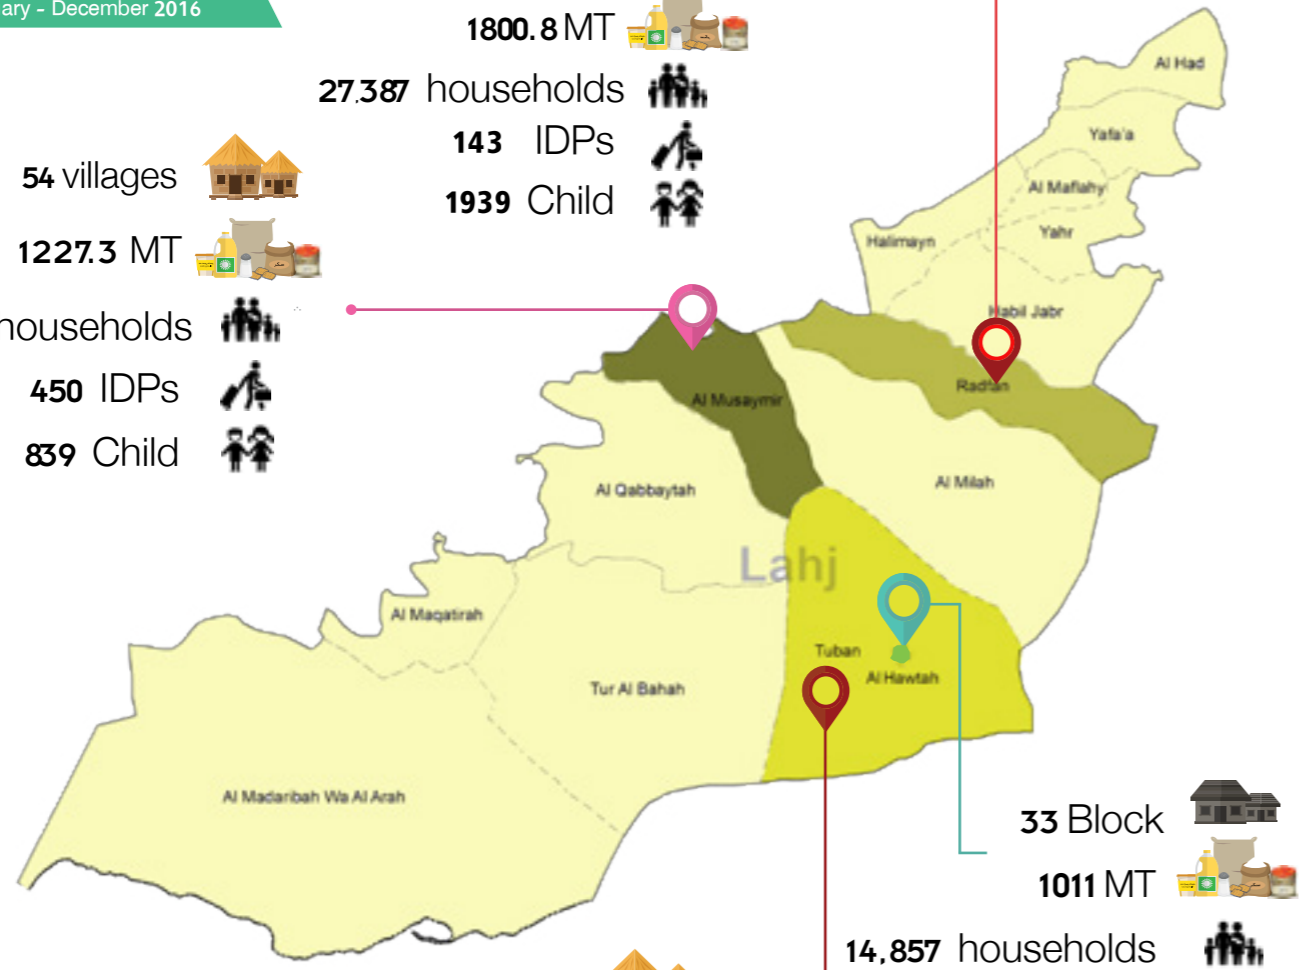 ary - December 2016
1800.8 MT
27,387 households
143 IDPs
1939 Child
54 villages
1227.3 MT
households
450 IDPs
839 Child
Al Had
Yafa'a
Al Maflahy
Yahr
Halimayn
Habil Jabr
Radfan
Al Musaymir
Al Milah
Al Qabbaytah
Lahj
Al Maqatirah
Tuban
Al Hawtah
Tur Al Bahah
Al Madaribah Wa Al Arah
33 Block
1011 MT
14,857 households